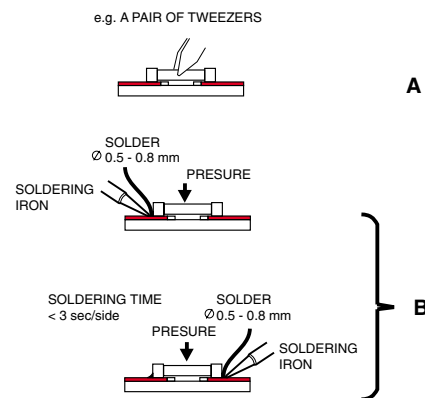 e.g. A PAIR OF TWEEZERS
A
SOLDER
Ø 0.5 - 0.8 mm
PRESURE
SOLDERING
IRON
B
SOLDERING TIME
< 3 sec/side
SOLDER
Ø 0.5 - 0.8 mm
PRESURE
SOLDERING
IRON